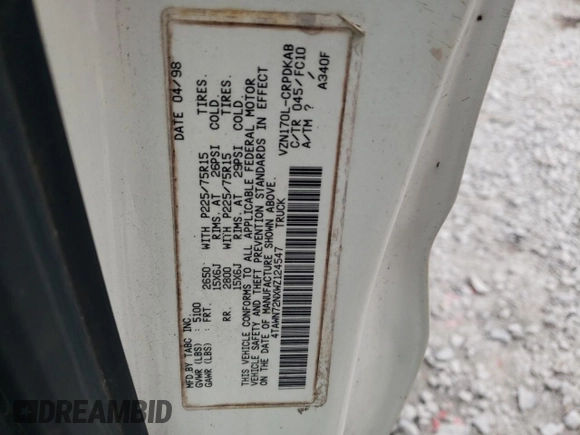 MFD.BY TABC INC. DATE 04/98
GVWR (LBS) : 5100
GAWR (LBS) : FRT. 2650 WITH P225/75R15 TIRES.
15X6J RIMS. AT 26PSI COLD.
RR. 2800 WITH P225/75R15 TIRES.
15X6J RIMS. AT 29PSI COLD.
THIS VEHICLE CONFORMS TO ALL APPLICABLE FEDERAL MOTOR
VEHICLE SAFETY AND THEFT PREVENTION STANDARDS IN EFFECT
ON THE DATE OF MANUFACTURE SHOWN ABOVE.
4TAWN72NXWZ124547 TRUCK
VZN170L-CRPDKAB
C/TR 045/FC10
A/TM ? /
A340F
DREAMBID